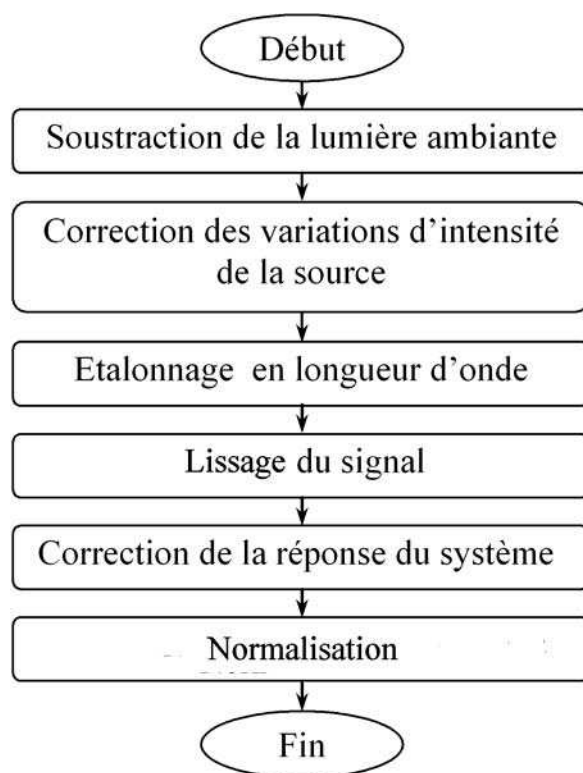 Début
Soustraction de la lumière ambiante
Correction des variations d'intensité
de la source
Etalonnage en longueur d'onde
Lissage du signal
Correction de la réponse du système
Normalisation
Fin